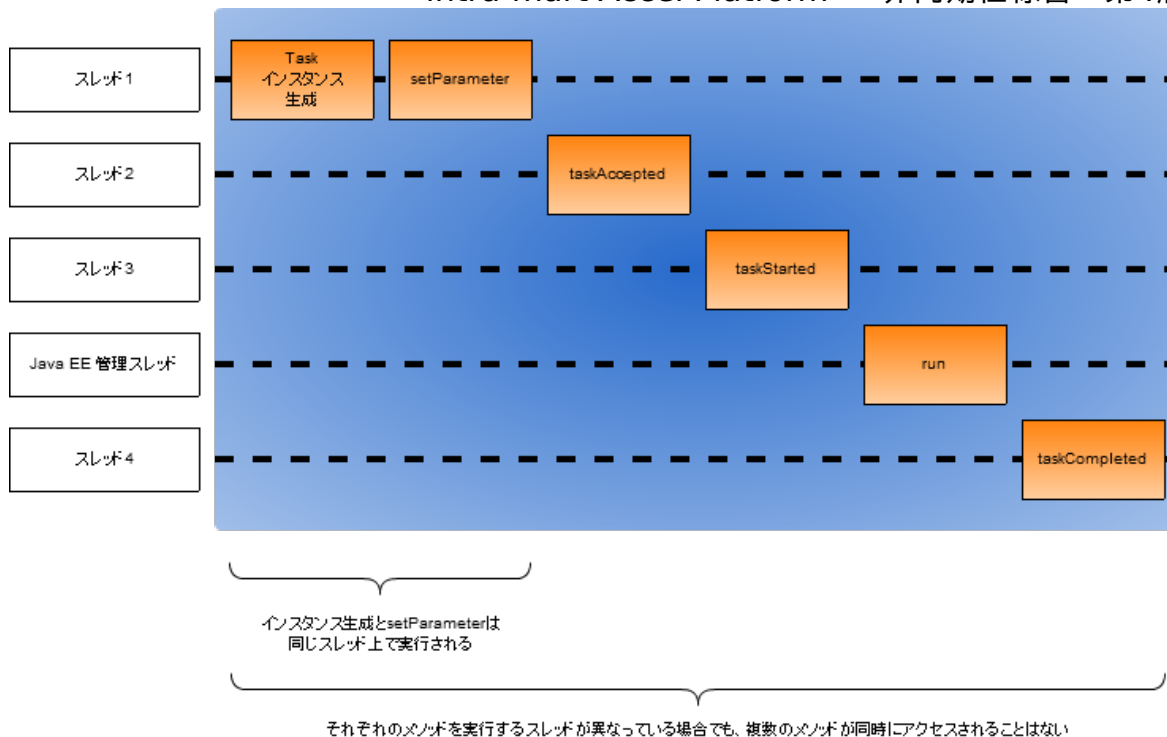 スレッド1
Task
インスタンス
生成
setParameter
スレッド2
taskAccepted
スレッド3
taskStarted
Java EE 管理スレッド
run
スレッド4
taskCompleted
インスタンス生成とsetParameterは
同じスレッド上で実行される
それぞれのメソッドを実行するスレッドが異なっている場合でも、複数のメソッドが同時にアクセスされることはない